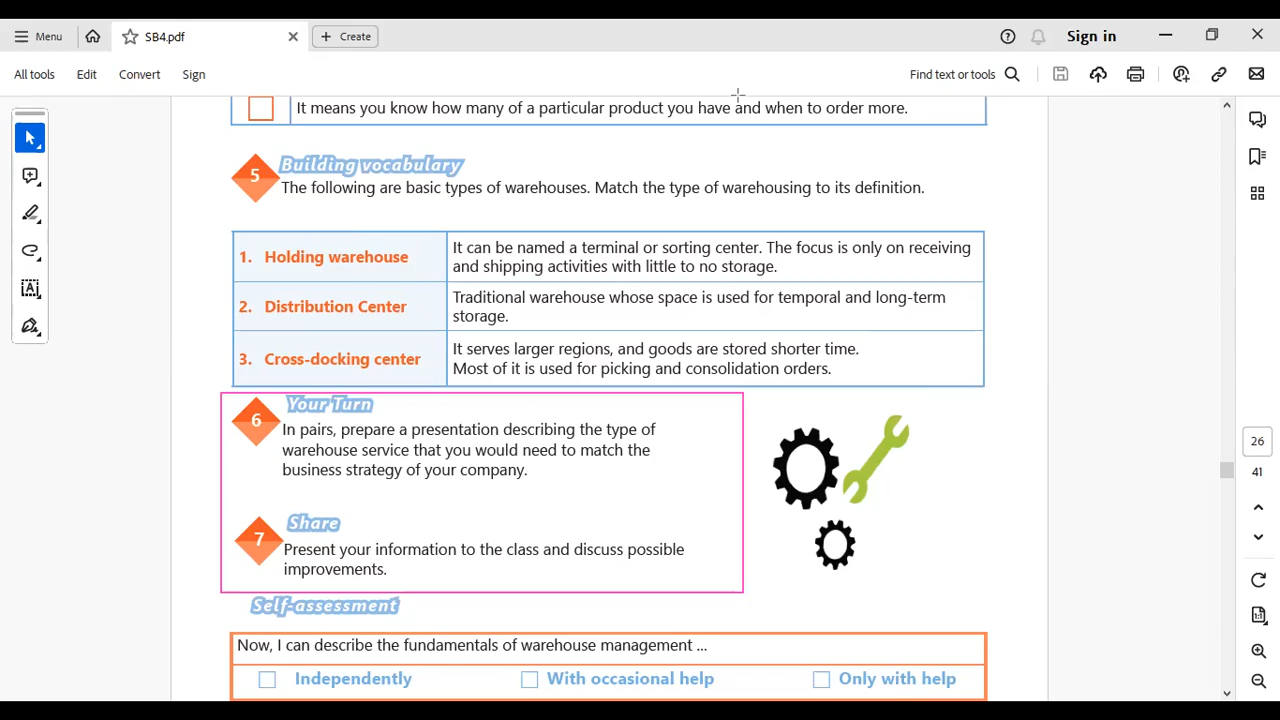 Menu
SB4.pdf
Create
Sign in
All tools
Edit
Convert
Sign
Find text or tools
It means you know how many of a particular product you have and when to order more.
5
Building vocabulary
The following are basic types of warehouses. Match the type of warehousing to its definition.
1. Holding warehouse
It can be named a terminal or sorting center. The focus is only on receiving
and shipping activities with little to no storage.
2. Distribution Center
Traditional warehouse whose space is used for temporal and long-term
storage.
3. Cross-docking center
It serves larger regions, and goods are stored shorter time.
Most of it is used for picking and consolidation orders.
6
Your Turn
In pairs, prepare a presentation describing the type of
warehouse service that you would need to match the
business strategy of your company.
7
Share
Present your information to the class and discuss possible
improvements.
Self-assessment
Now, I can describe the fundamentals of warehouse management ...
Independently
With occasional help
Only with help
26
41
1:1